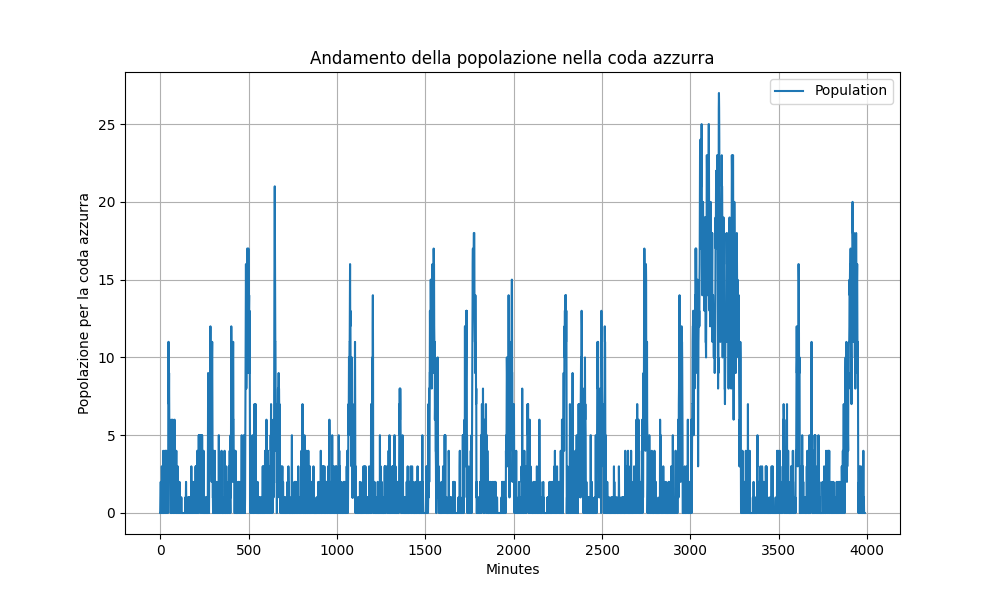 Andamento della popolazione nella coda azzurra
Population
Popolazione per la coda azzurra
25
20
15
10
5
0
0 500 1000 1500 2000 2500 3000 3500 4000
Minutes